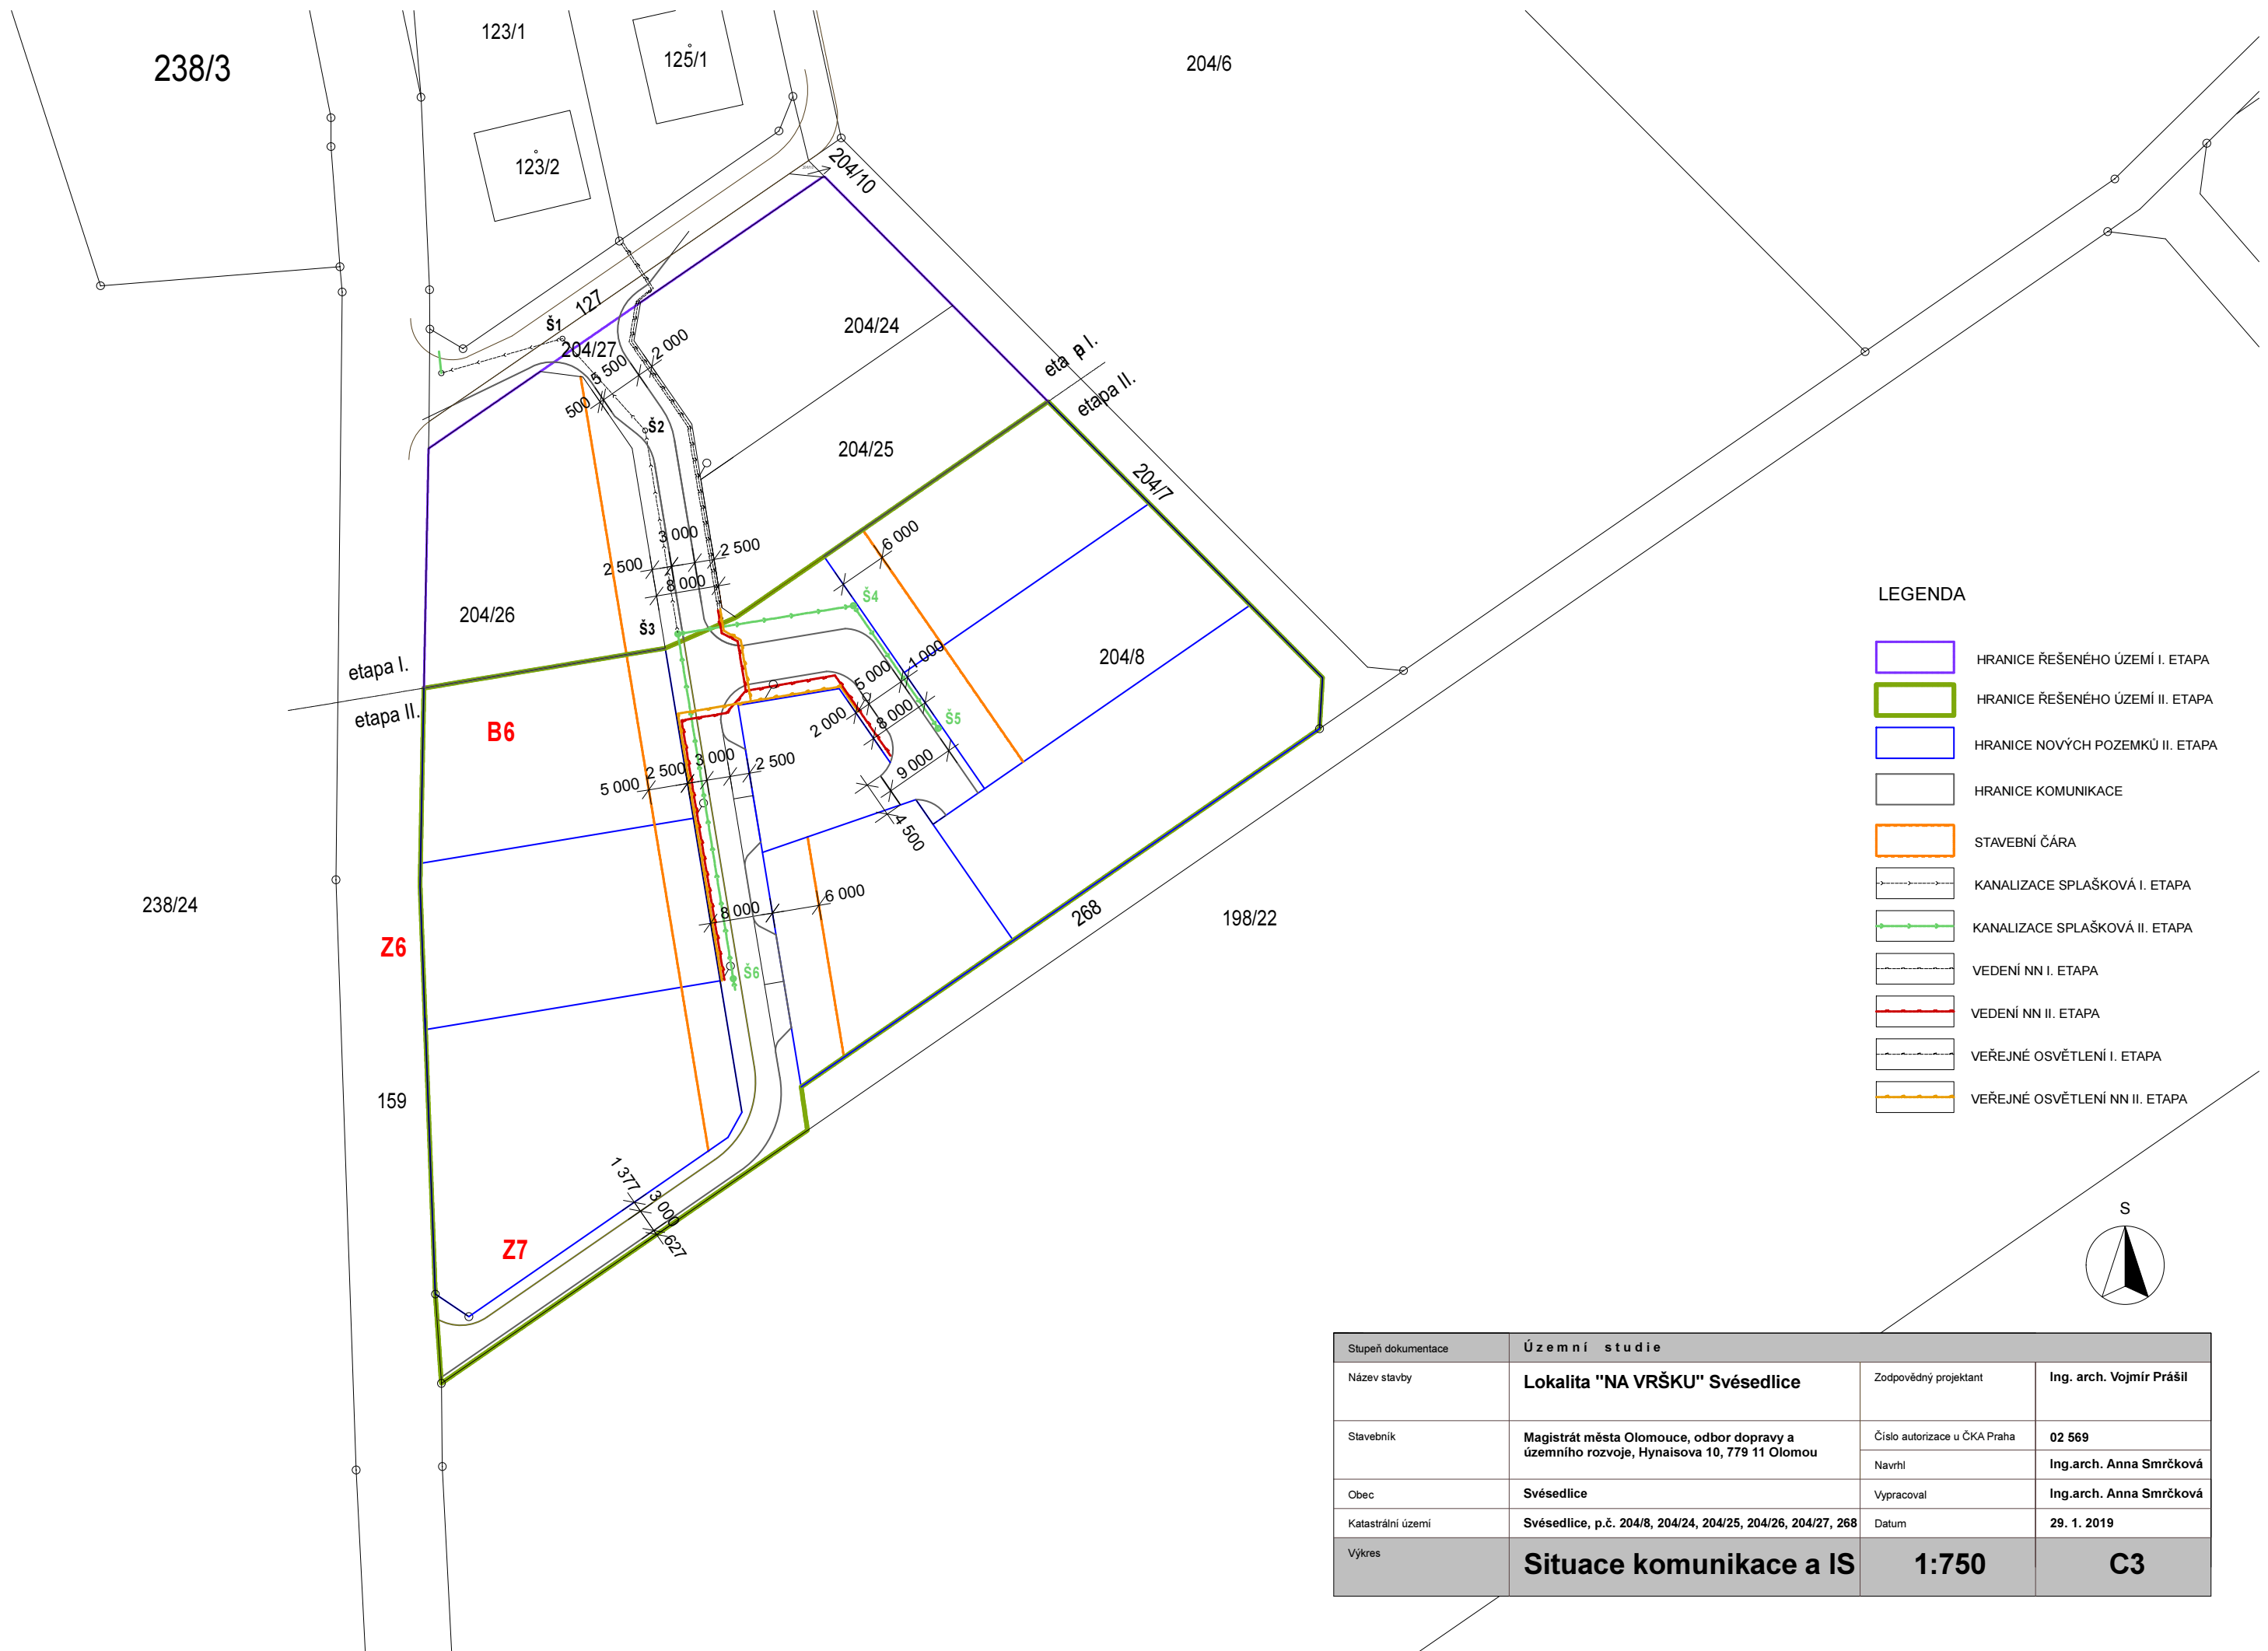 123/1
125/1
238/3
204/6
123/2
204/10
127
Š1
204/27
204/24
2 000
5 500
500
eta
I.
etapa II.
Š2
204/25
204/7
3 000
2 500
2 500
8 000
6 000
204/26
Š3
Š4
204/8
etapa I.
etapa II.
B6
5 000
1 000
2 000
8 000
Š5
9 000
5 000
2 500
3 000
2 500
4 500
238/24
Z6
8 000
6 000
268
198/22
Š6
159
1 377
3 000
627
Z7
LEGENDA
HRANICE ŘEŠENÉHO ÚZEMÍ I. ETAPA
HRANICE ŘEŠENÉHO ÚZEMÍ II. ETAPA
HRANICE NOVÝCH POZEMKŮ II. ETAPA
HRANICE KOMUNIKACE
STAVEBNÍ ČÁRA
KANALIZACE SPLAŠKOVÁ I. ETAPA
KANALIZACE SPLAŠKOVÁ II. ETAPA
VEDENÍ NN I. ETAPA
VEDENÍ NN II. ETAPA
VEŘEJNÉ OSVĚTLENÍ I. ETAPA
VEŘEJNÉ OSVĚTLENÍ NN II. ETAPA
S
Stupeň dokumentace
Územní studie
Název stavby
Lokalita "NA VRŠKU" Svésedlice
Zodpovědný projektant
Ing. arch. Vojmír Prášil
Stavebník
Magistrát města Olomouce, odbor dopravy a
územního rozvoje, Hynaisova 10, 779 11 Olomou
Číslo autorizace u ČKA Praha
02 569
Navrhl
Ing.arch. Anna Smrčková
Obec
Svésedlice
Vypracoval
Ing.arch. Anna Smrčková
Katastrální území
Svésedlice, p.č. 204/8, 204/24, 204/25, 204/26, 204/27, 268
Datum
29. 1. 2019
Výkres
Situace komunikace a IS
1:750
C3